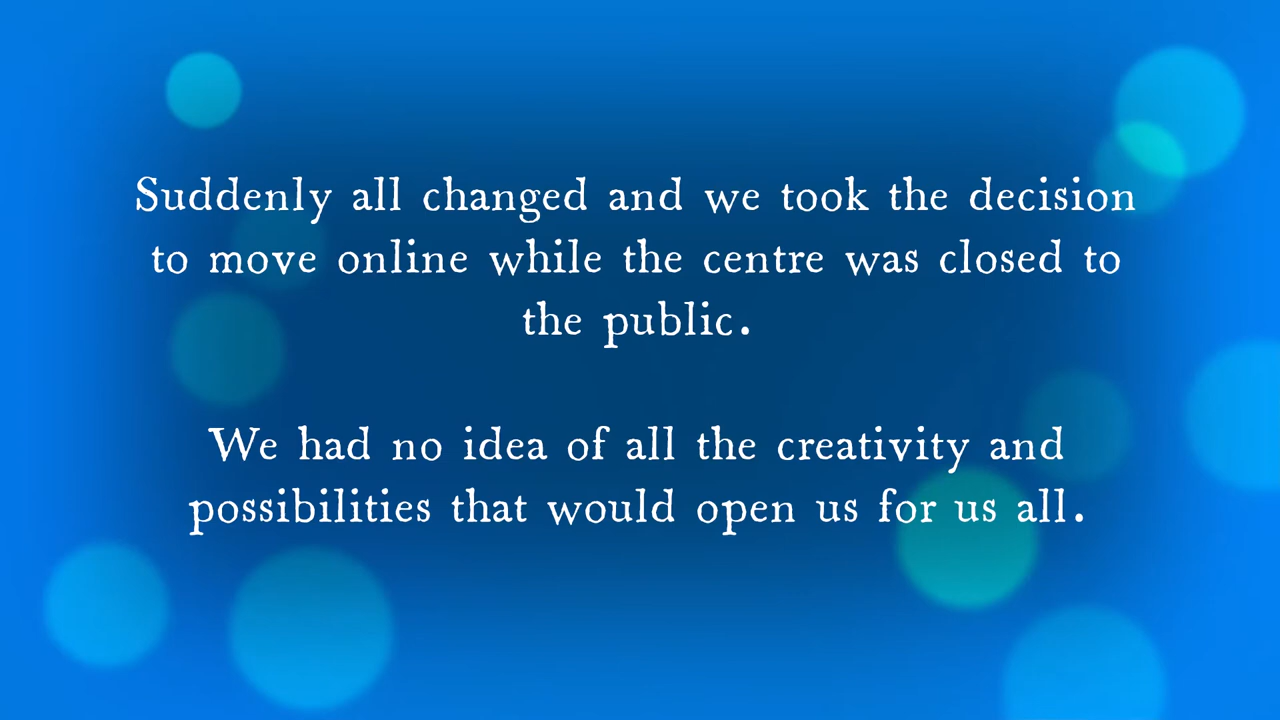 Suddenly all changed and we took the decision
to move online while the centre was closed to
the public.
We had no idea of all the creativity and
possibilities that would open us for us all.